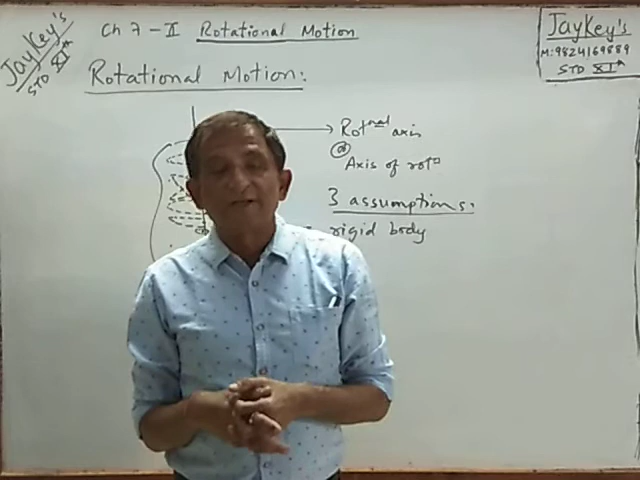 JayKey's
STD XIth
Ch 7 - II Rotational Motion
JayKey's
M: 9824169889
STD XIth
Rotational Motion:
Rotnal axis
or
Axis of rotn
3 assumptions:
rigid body